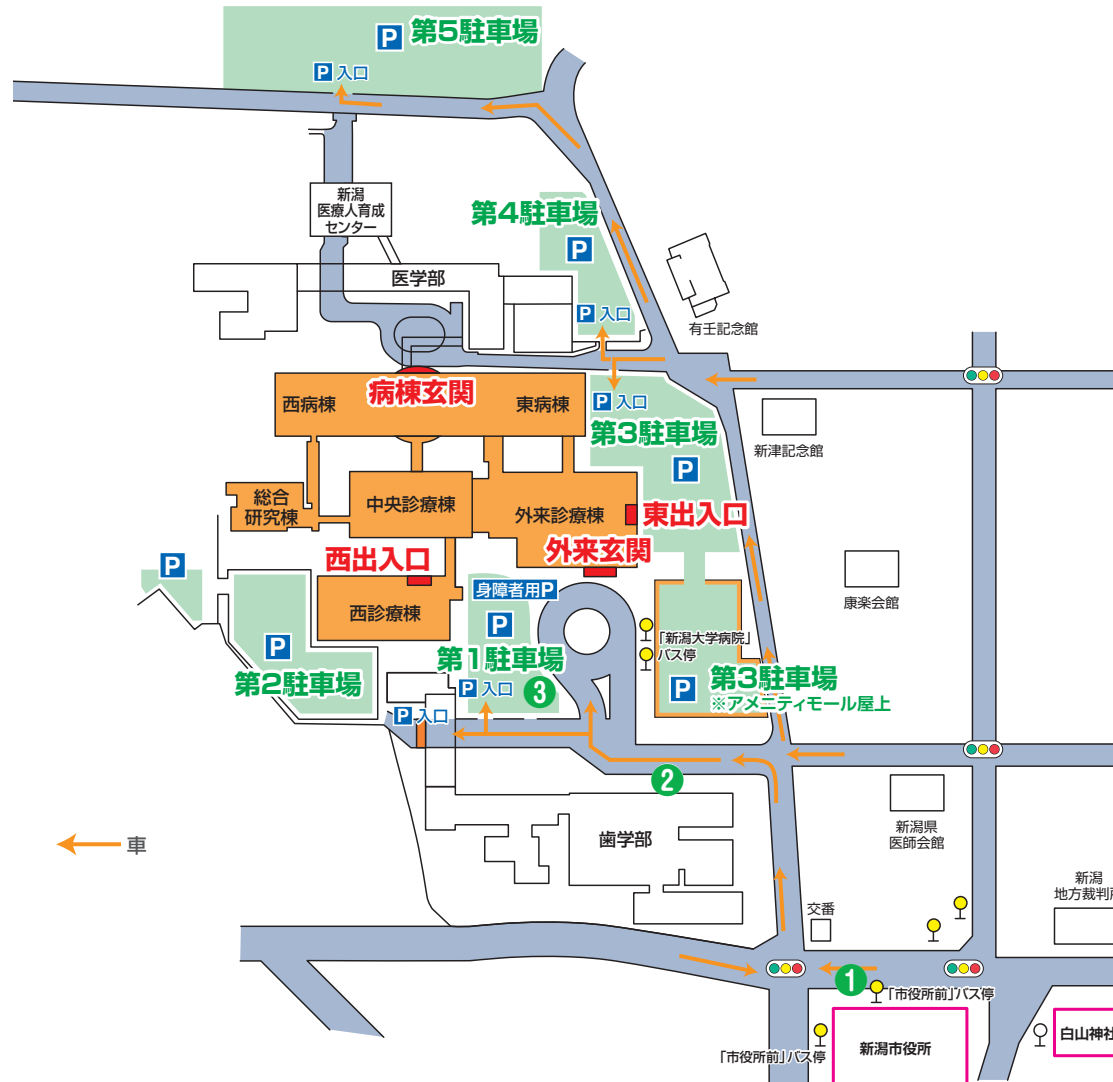 P 第5駐車場
P 入口
新潟
医療人育成
センター
第4駐車場
P
医学部
P 入口
有壬記念館
病棟玄関
西病棟
東病棟
P 入口
第3駐車場
P
新津記念館
総合
研究棟
中央診療棟
外来診療棟
東出入口
西出入口
外来玄関
P
身障者用P
康楽会館
西診療棟
P
「新潟大学病院」
バス停
P
第2駐車場
第1駐車場
P 入口
3
P
第3駐車場
※アメニティモール屋上
P 入口
2
車
歯学部
新潟県
医師会館
新潟
交番
1
「市役所前」バス停
「市役所前」バス停
新潟市役所
白山神社